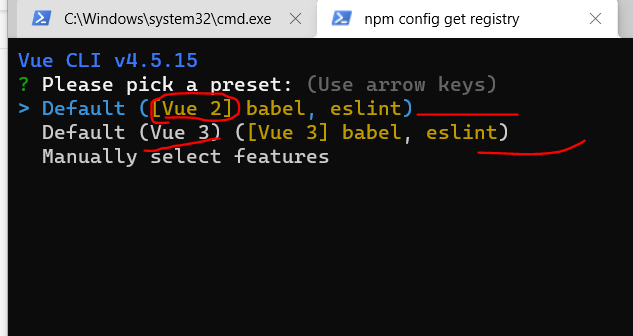 C:\Windows\system32\cmd.exe
npm config get registry
Vue CLI v4.5.15
? Please pick a preset: (Use arrow keys)
> Default ([Vue 2] babel, eslint)
Default (Vue 3) ([Vue 3] babel, eslint)
Manually select features